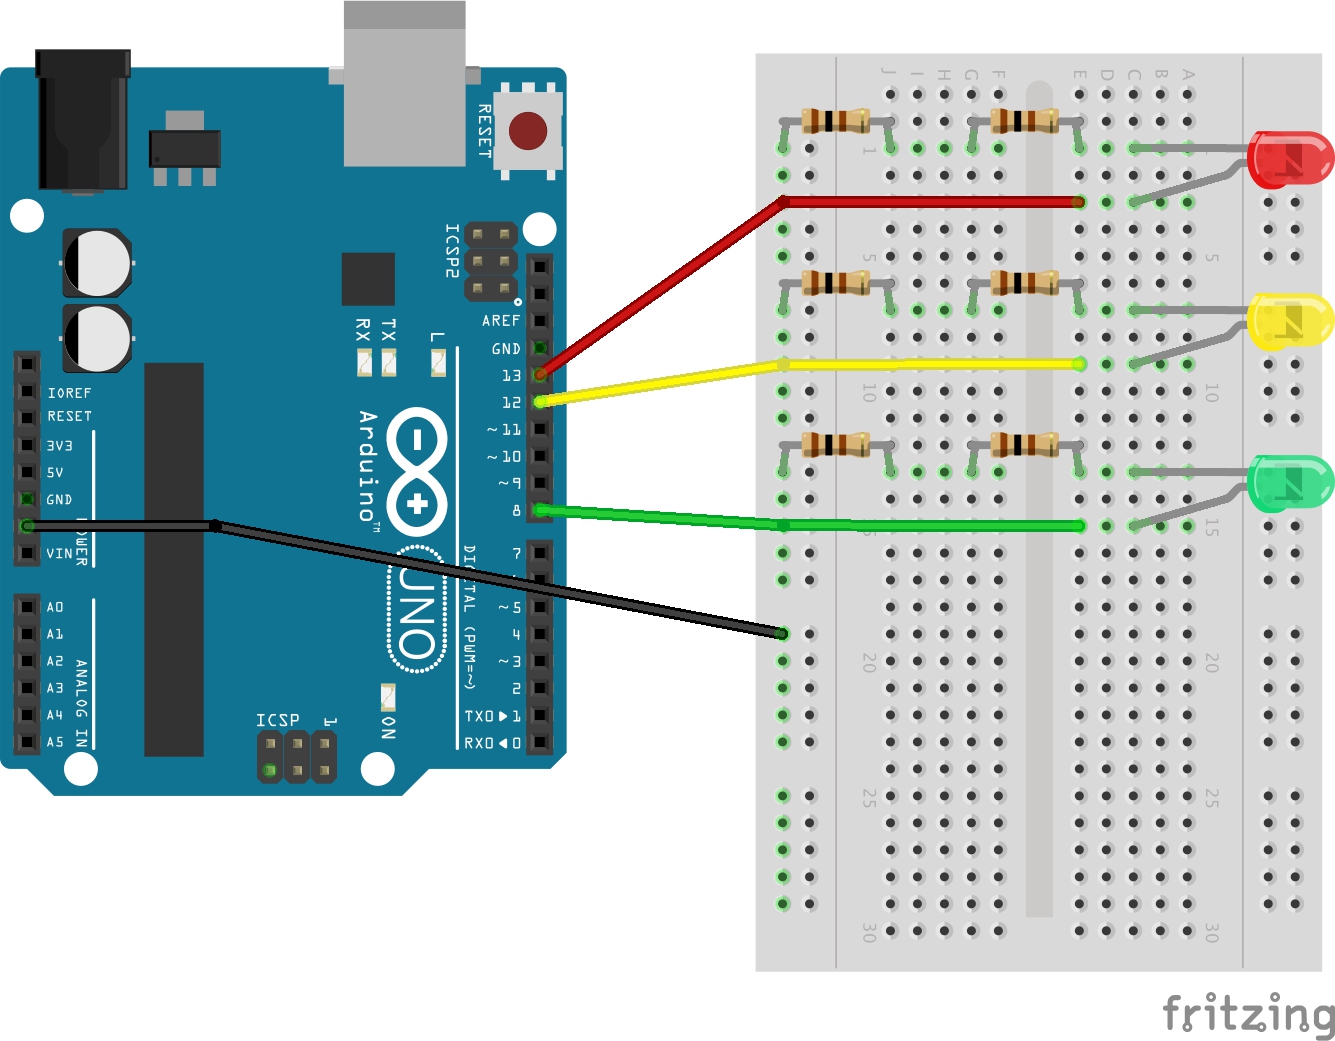 RESET
ICSP2
AREF
GND
13
12
~11
~10
~9
8
7
~5
4
~3
2
TX0▶1
RX0◀0
DIGITAL (PWM=~)
RX
TX
L
Arduino™
UNO
IOREF
RESET
3V3
5V
GND
VIN
POWER
A0
A1
A2
A3
A4
A5
ANALOG IN
ICSP
1
ON
J I H G F E D C B A
1
5 5
10 10
15 15
20 20
25 25
30 30
fritzing